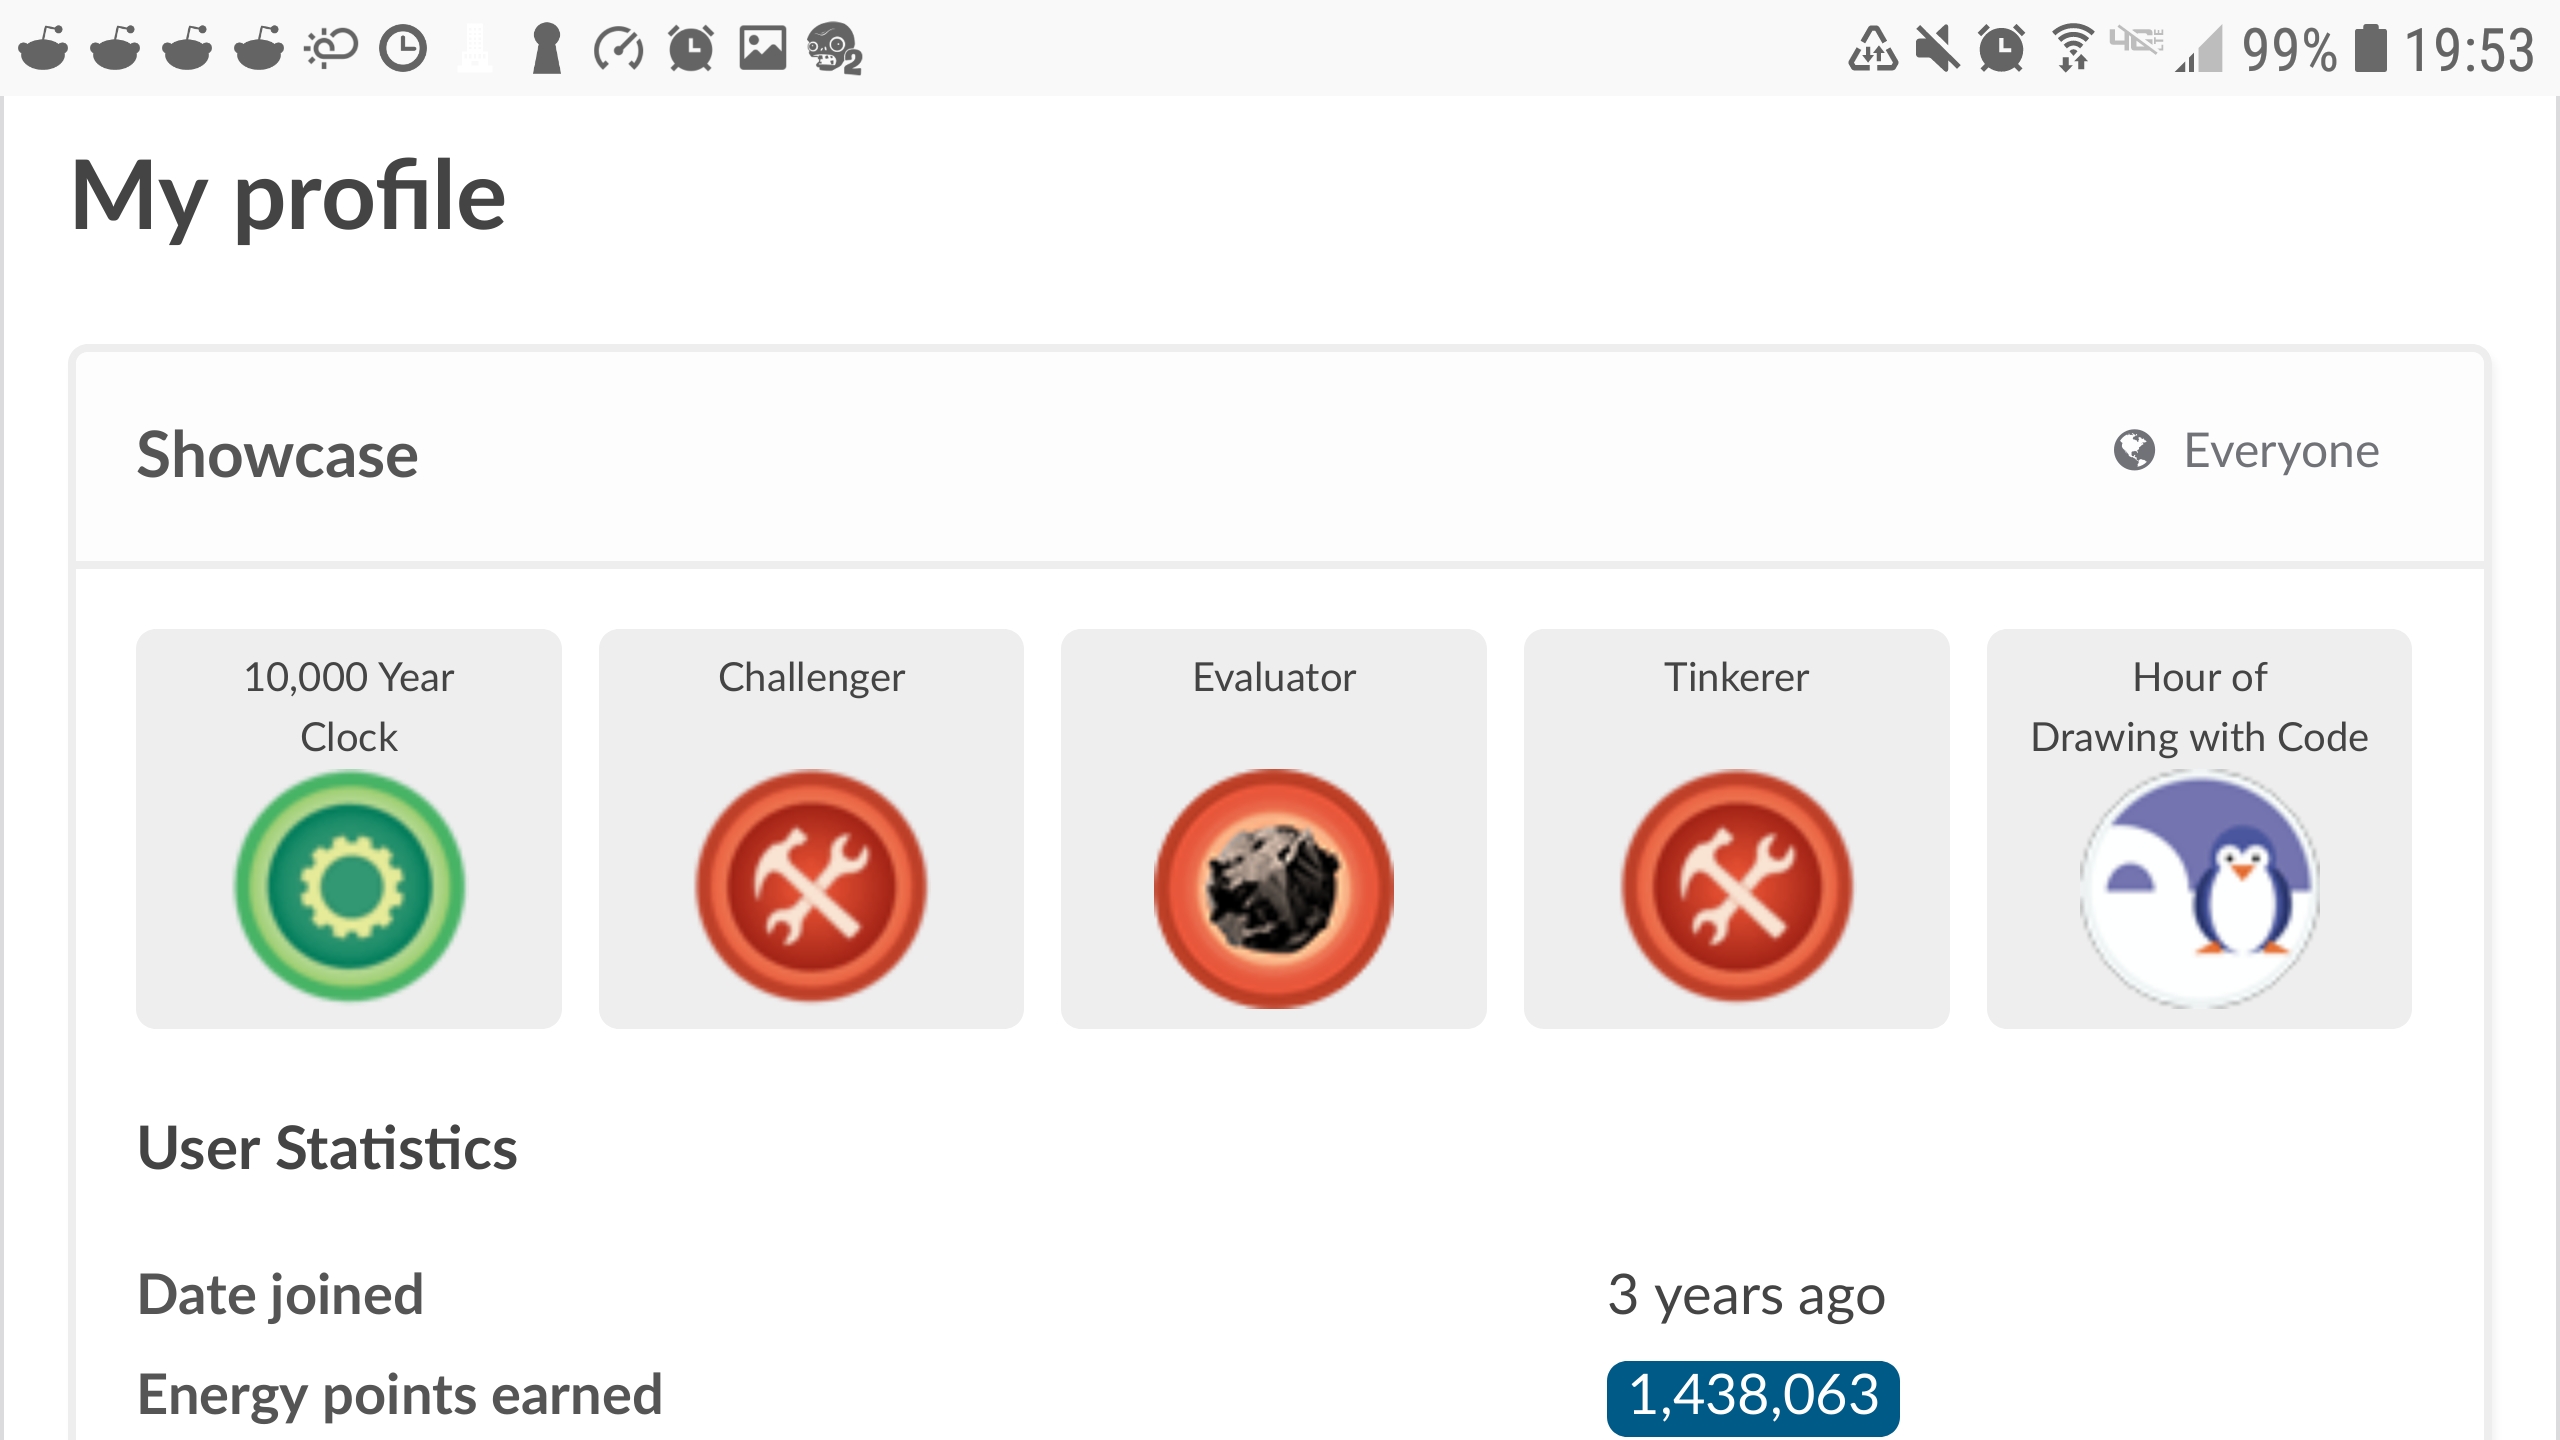 99% 19:53
My profile
Showcase
Everyone
10,000 Year
Clock
Challenger
Evaluator
Tinkerer
Hour of
Drawing with Code
User Statistics
Date joined
3 years ago
Energy points earned
1,438,063